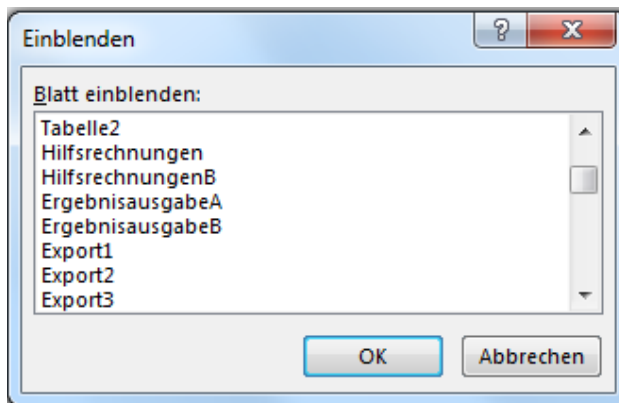 Einblenden
?
Blatt einblenden:
Tabelle2
Hilfsrechnungen
HilfsrechnungenB
ErgebnisausgabeA
ErgebnisausgabeB
Export1
Export2
Export3
OK
Abbrechen